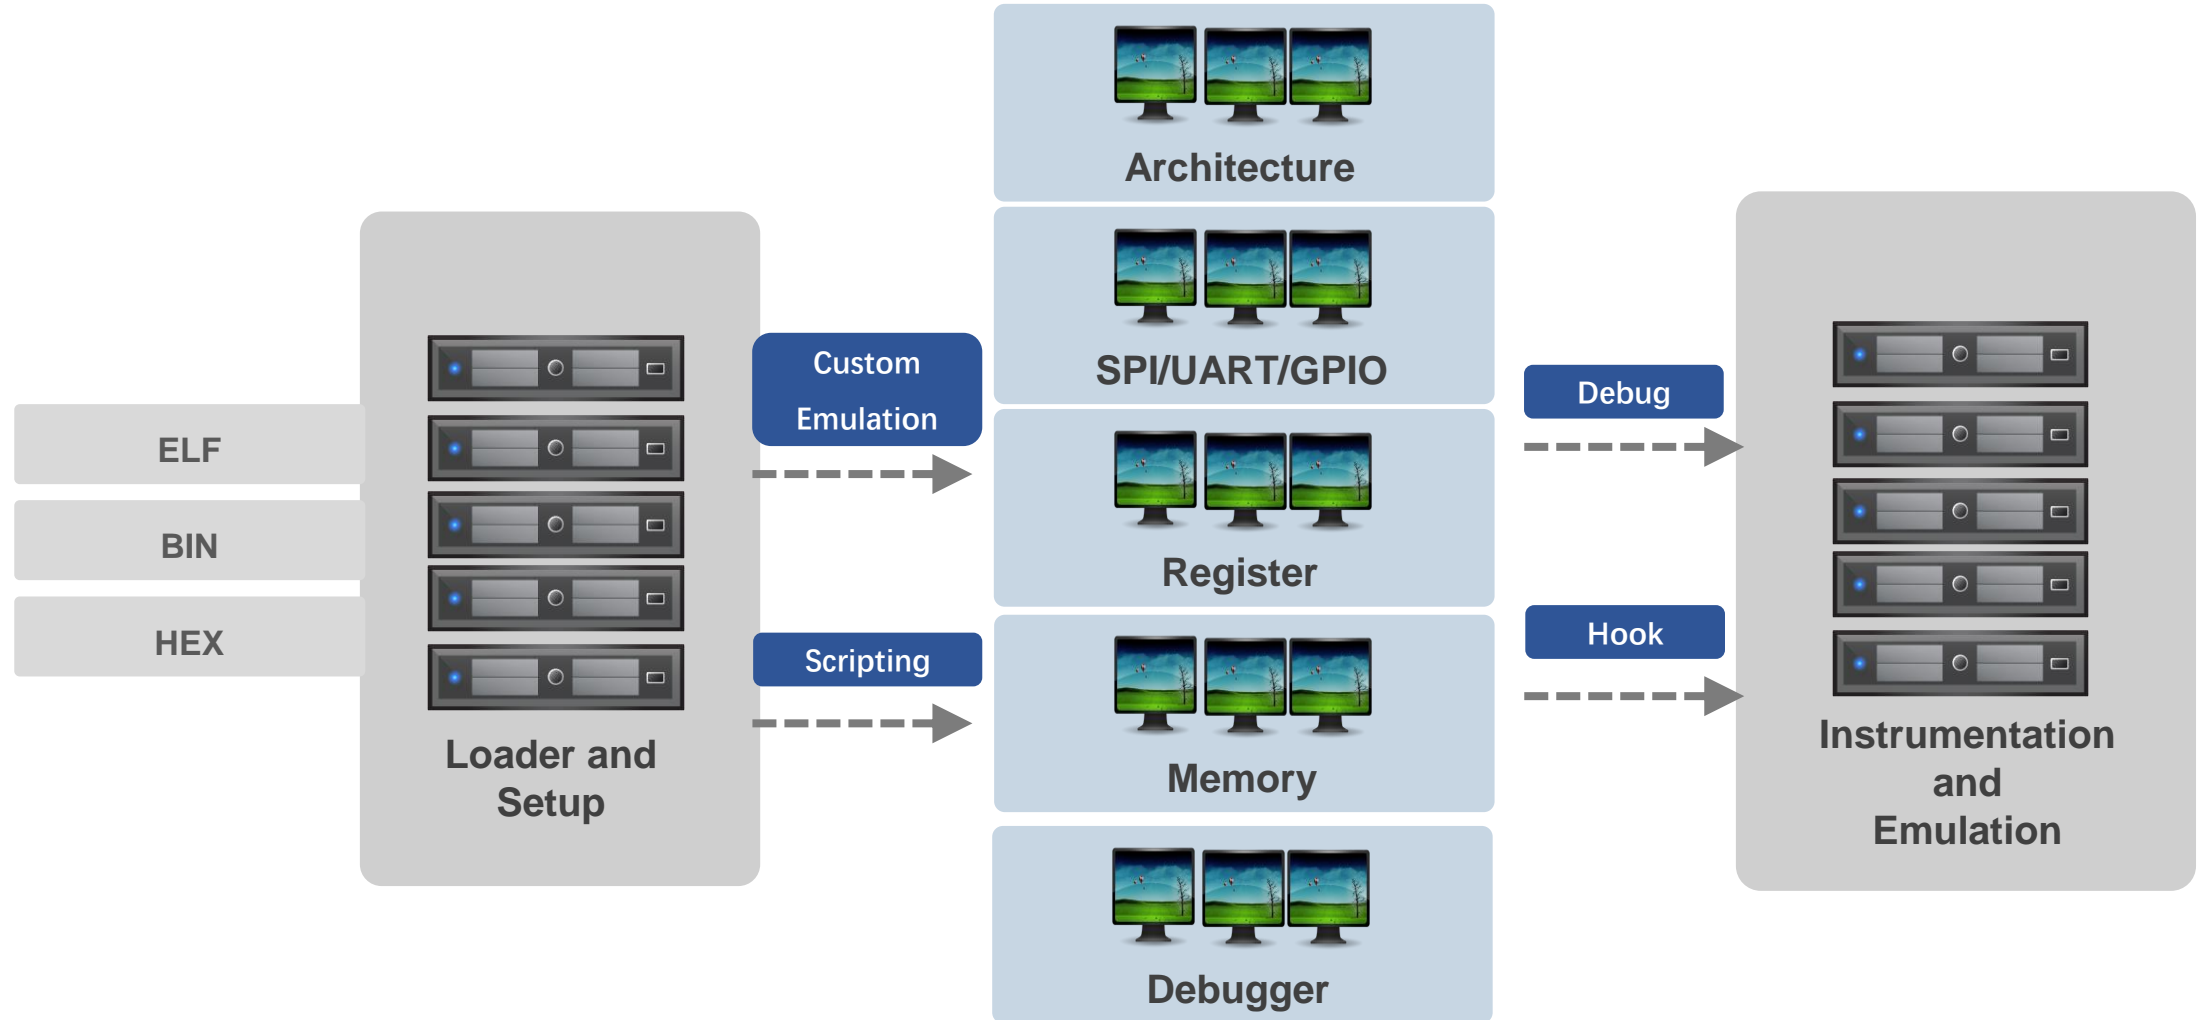 ELF
BIN
HEX
Loader and
Setup
Custom
Emulation
Scripting
Architecture
SPI/UART/GPIO
Register
Memory
Debugger
Debug
Hook
Instrumentation
and
Emulation